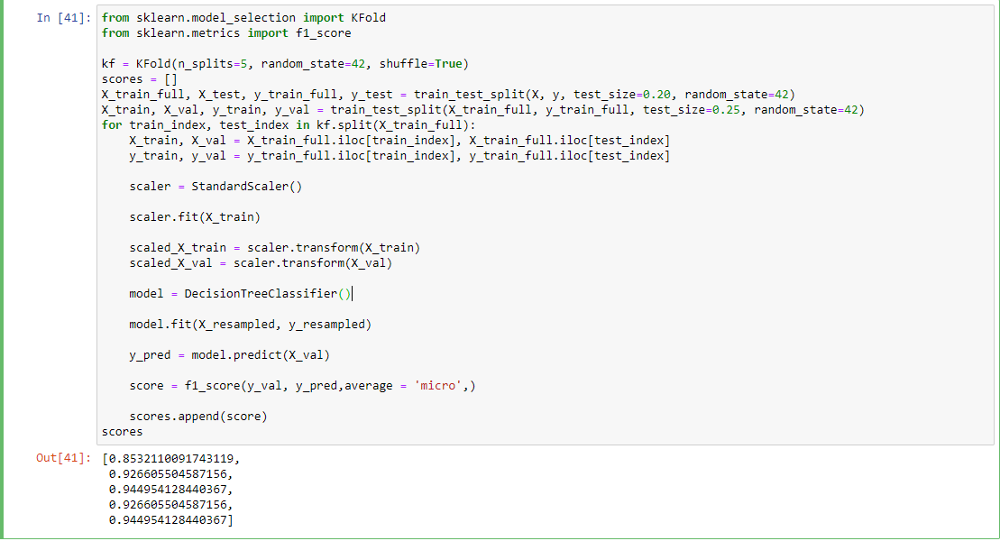 In [41]: from sklearn.model_selection import KFold
from sklearn.metrics import f1_score
kf = KFold(n_splits=5, random_state=42, shuffle=True)
scores = []
X_train_full, X_test, y_train_full, y_test = train_test_split(X, y, test_size=0.20, random_state=42)
X_train, X_val, y_train, y_val = train_test_split(X_train_full, y_train_full, test_size=0.25, random_state=42)
for train_index, test_index in kf.split(X_train_full):
    X_train, X_val = X_train_full.iloc[train_index], X_train_full.iloc[test_index]
    y_train, y_val = y_train_full.iloc[train_index], y_train_full.iloc[test_index]
    scaler = StandardScaler()
    scaler.fit(X_train)
    scaled_X_train = scaler.transform(X_train)
    scaled_X_val = scaler.transform(X_val)
    model = DecisionTreeClassifier()
    model.fit(X_resampled, y_resampled)
    y_pred = model.predict(X_val)
    score = f1_score(y_val, y_pred,average = 'micro',)
    scores.append(score)
scores
Out[41]: [0.8532110091743119,
0.926605504587156,
0.944954128440367,
0.926605504587156,
0.944954128440367]